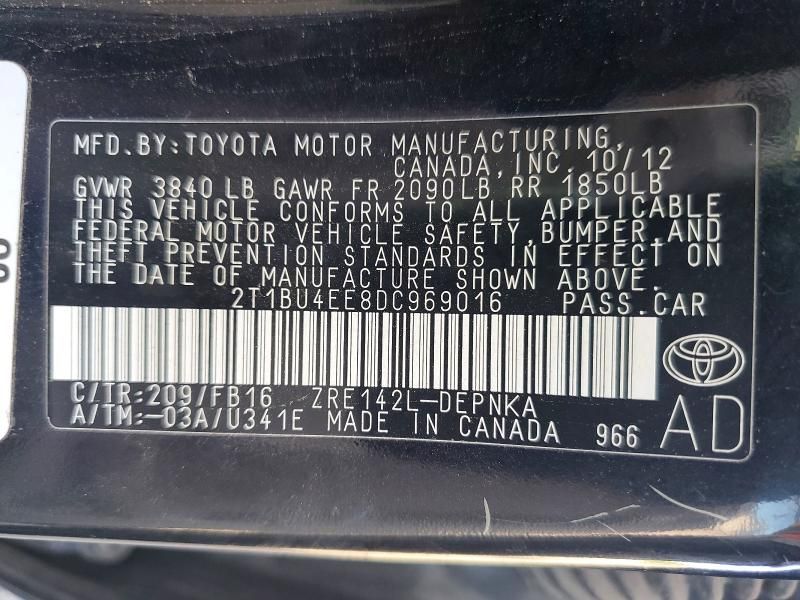 MFD. BY: TOYOTA MOTOR MANUFACTURING,
CANADA, INC. 10/12
GVWR 3840 LB GAWR FR 2090LB RR 1850LB
THIS VEHICLE CONFORMS TO ALL APPLICABLE
FEDERAL MOTOR VEHICLE SAFETY, BUMPER, AND
THEFT PREVENTION STANDARDS IN EFFECT ON
THE DATE OF MANUFACTURE SHOWN ABOVE.
2T1BU4EE8DC969016 PASS. CAR
C/TR: 209/FB16 ZRE142L-DEPNKA
A/TM: -03A/U341E MADE IN CANADA 966
AD